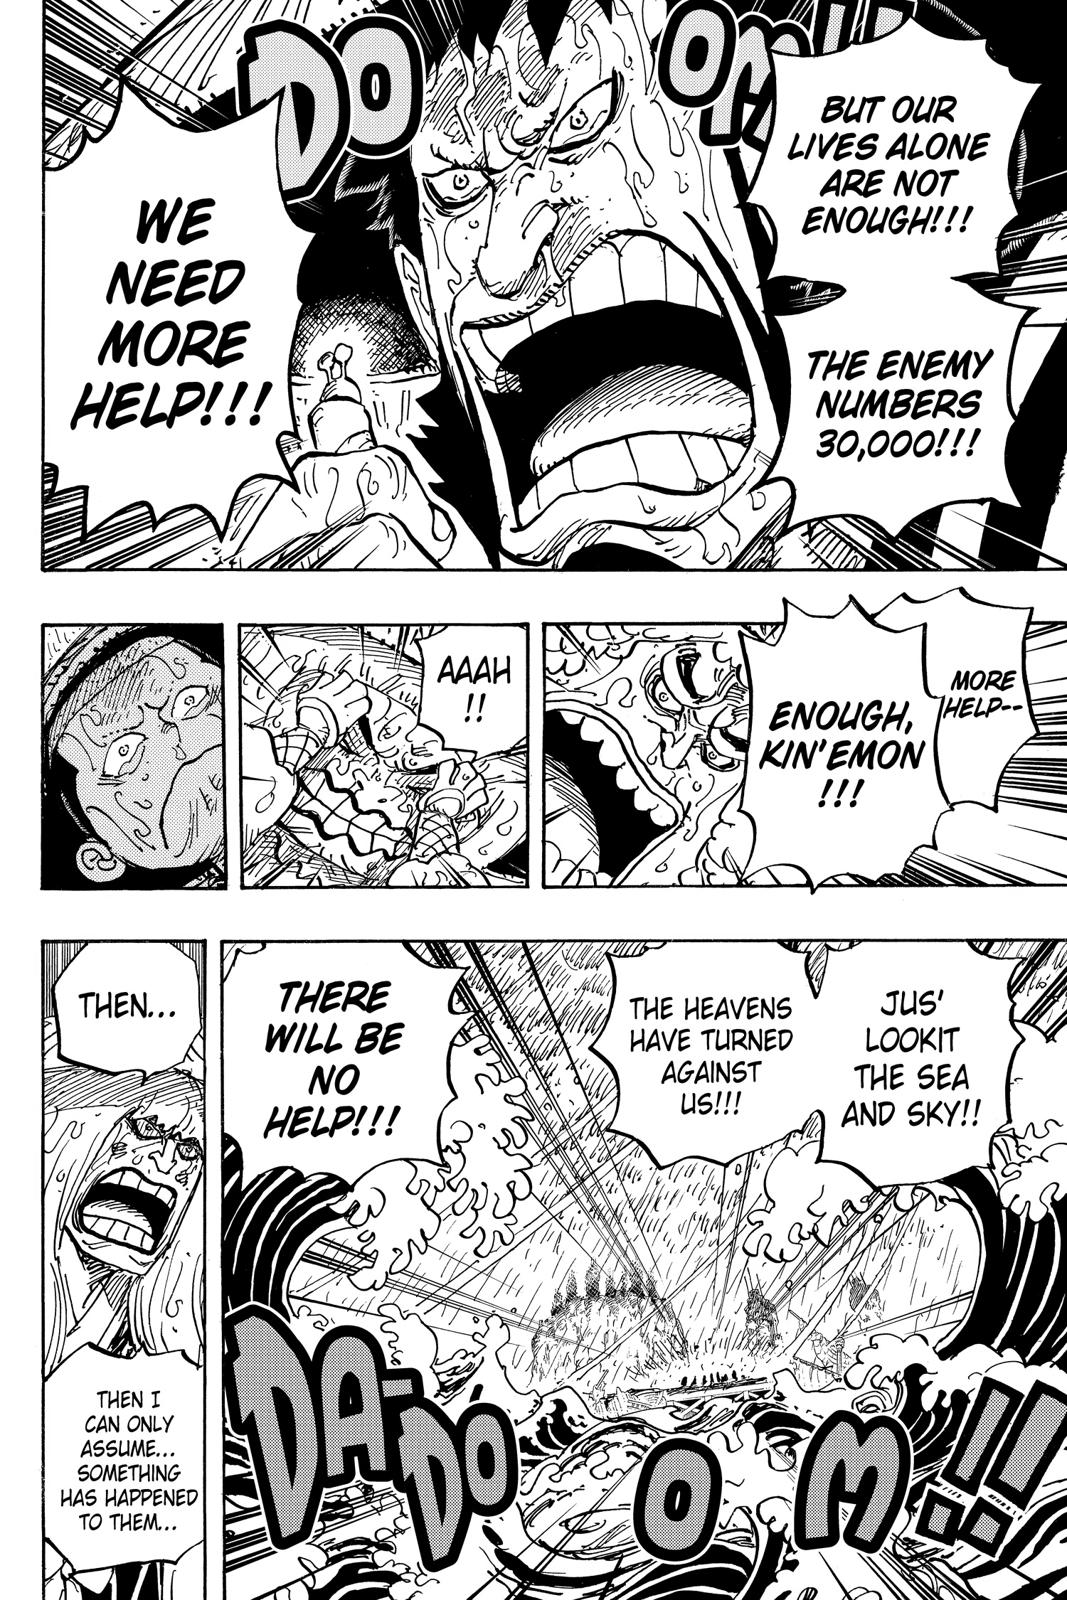 BUT OUR
LIVES ALONE
ARE NOT
ENOUGH!!!
THE ENEMY
NUMBERS
30,000!!!
DO
OM!!
WE
NEED
MORE
HELP!!!
MORE
HELP--
ENOUGH,
KIN'EMON
!!!
AAAH
!!
JUS'
LOOKIT
THE SEA
AND SKY!!
THE HEAVENS
HAVE TURNED
AGAINST
US!!!
THERE
WILL BE
NO
HELP!!!
DA-DO
OM!!
THEN...
THEN I
CAN ONLY
ASSUME...
SOMETHING
HAS HAPPENED
TO THEM...